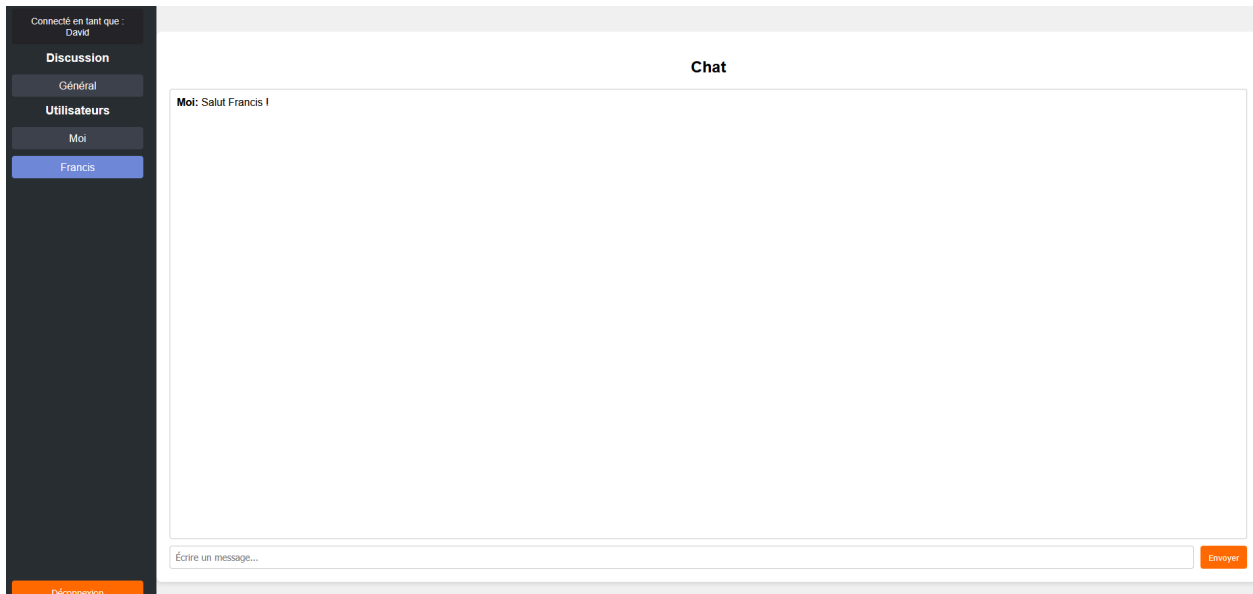 Connecté en tant que :
David
Discussion
Général
Utilisateurs
Moi
Francis
Déconnexion
Chat
Moi: Salut Francis !
Écrire un message...
Envoyer